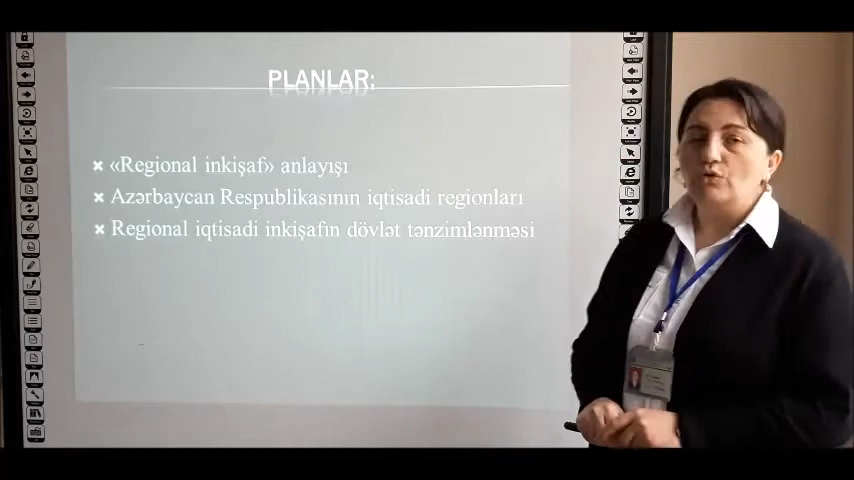 PLANLAR:
«Regional inkişaf» anlayışı
Azərbaycan Respublikasının iqtisadi regionları
Regional iqtisadi inkişafın dövlət tənzimlənməsi